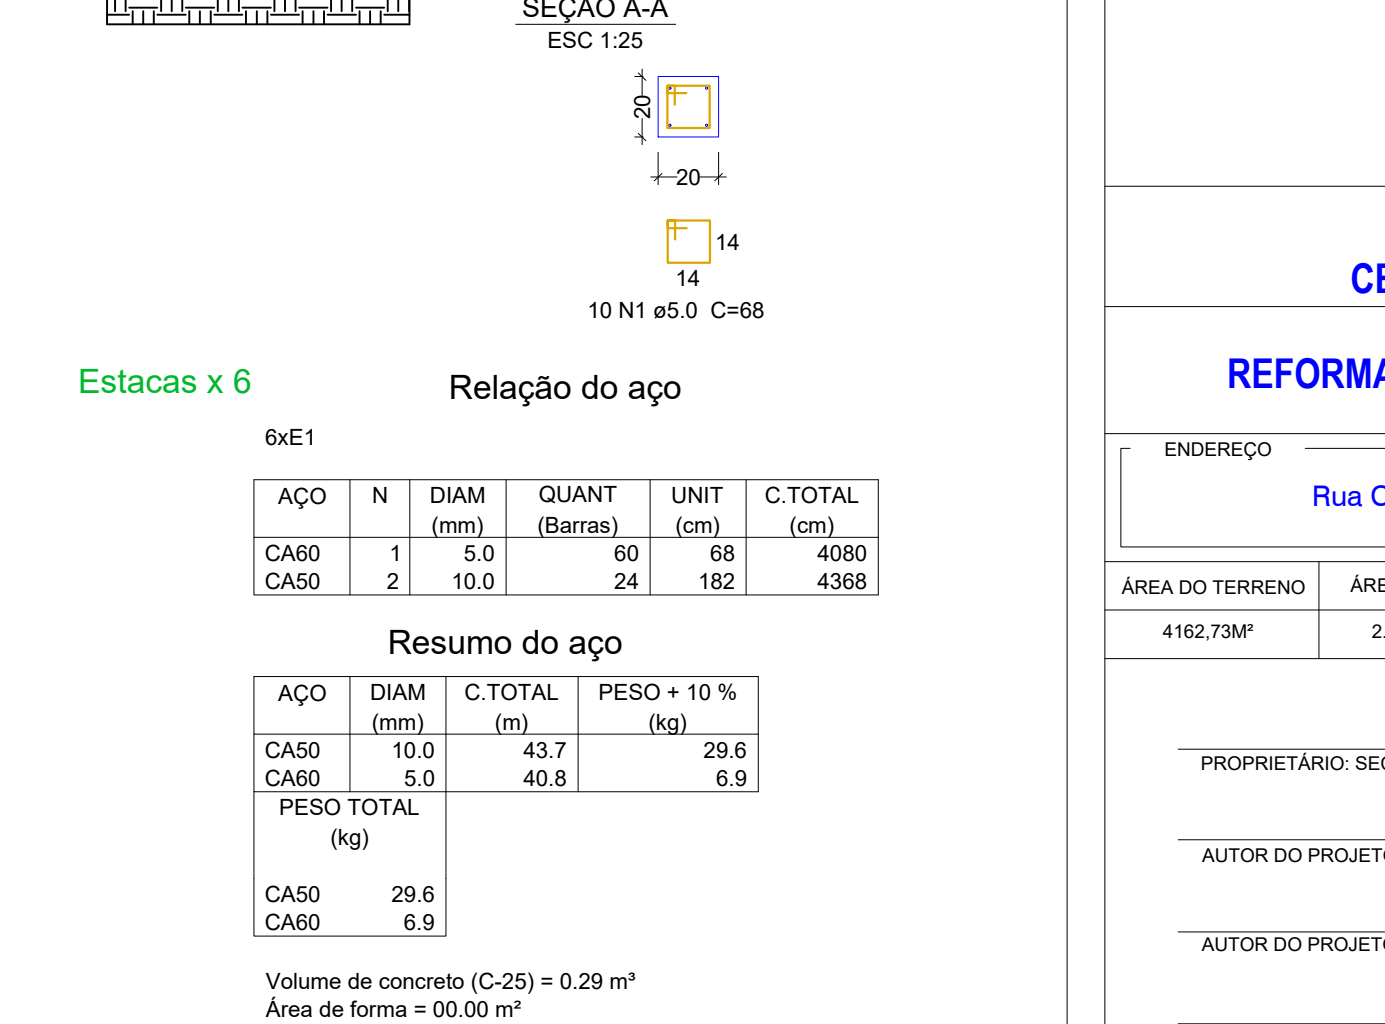 SEÇÃO A-A
ESC 1:25
20
20
14
14
10 N1 ø5.0 C=68
Estacas x 6
Relação do aço
6xE1
AÇO N DIAM QUANT UNIT C.TOTAL
(mm) (Barras) (cm) (cm)
CA60 1 5.0 60 68 4080
CA50 2 10.0 24 182 4368
Resumo do aço
AÇO DIAM C.TOTAL PESO + 10 %
(mm) (m) (kg)
CA50 10.0 43.7 29.6
CA60 5.0 40.8 6.9
PESO TOTAL
(kg)
CA50 29.6
CA60 6.9
Volume de concreto (C-25) = 0.29 m³
Área de forma = 00.00 m²
REFORMA
ENDEREÇO
Rua
ÁREA DO TERRENO
4162,73M²
PROPRIETÁRIO:
AUTOR DO PROJETO
AUTOR DO PROJETO